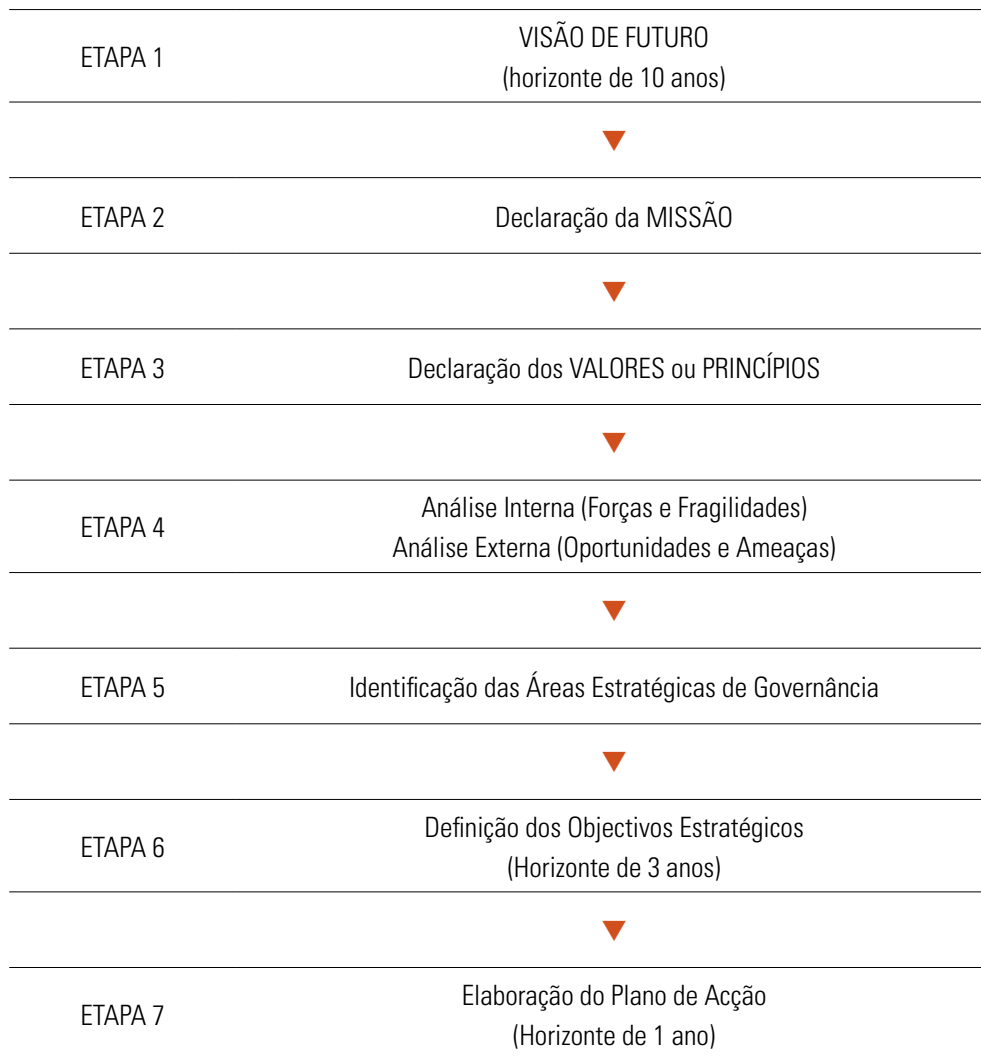 ETAPA 1
VISÃO DE FUTURO
(horizonte de 10 anos)
ETAPA 2
Declaração da MISSÃO
ETAPA 3
Declaração dos VALORES ou PRINCÍPIOS
ETAPA 4
Análise Interna (Forças e Fragilidades)
Análise Externa (Oportunidades e Ameaças)
ETAPA 5
Identificação das Áreas Estratégicas de Governância
ETAPA 6
Definição dos Objectivos Estratégicos
(Horizonte de 3 anos)
ETAPA 7
Elaboração do Plano de Acção
(Horizonte de 1 ano)